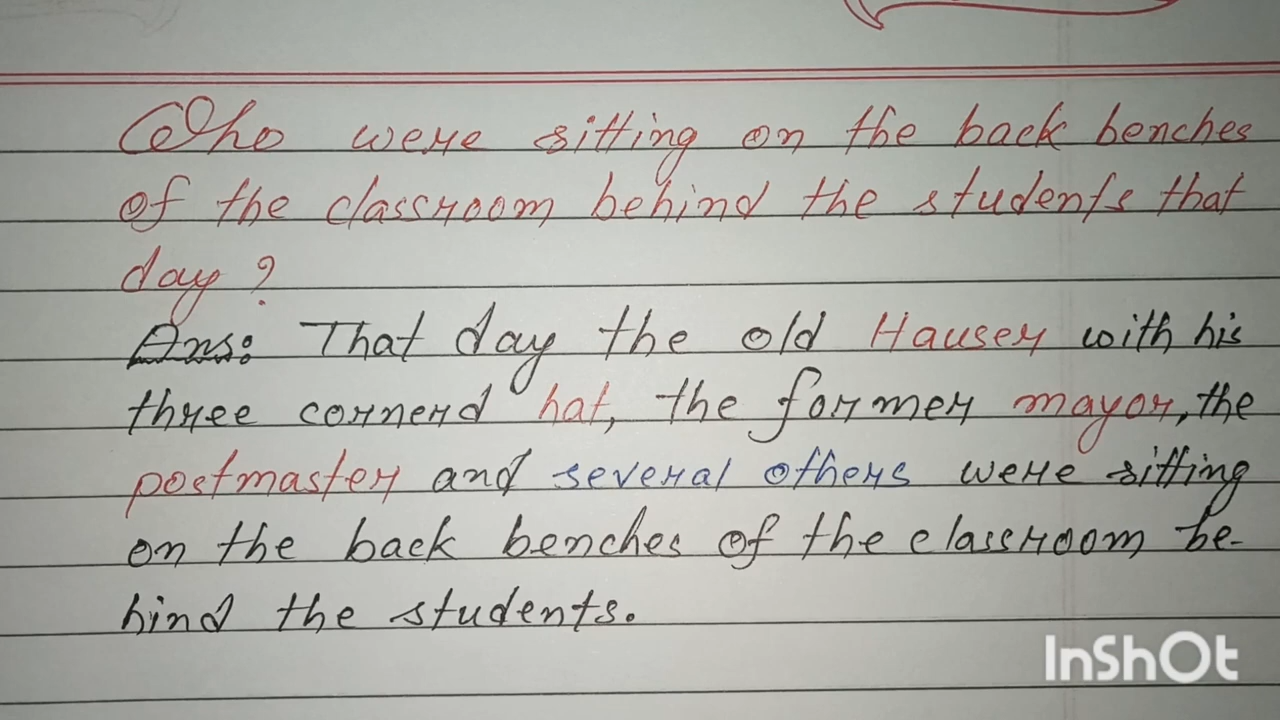 Who were sitting on the back benches
of the classroom behind the students that
day?
Ans: That day the old Hauser with his
three cornerd hat, the former mayor, the
postmaster and several others were sitting
on the back benches of the classroom be-
hind the students.
InShOt